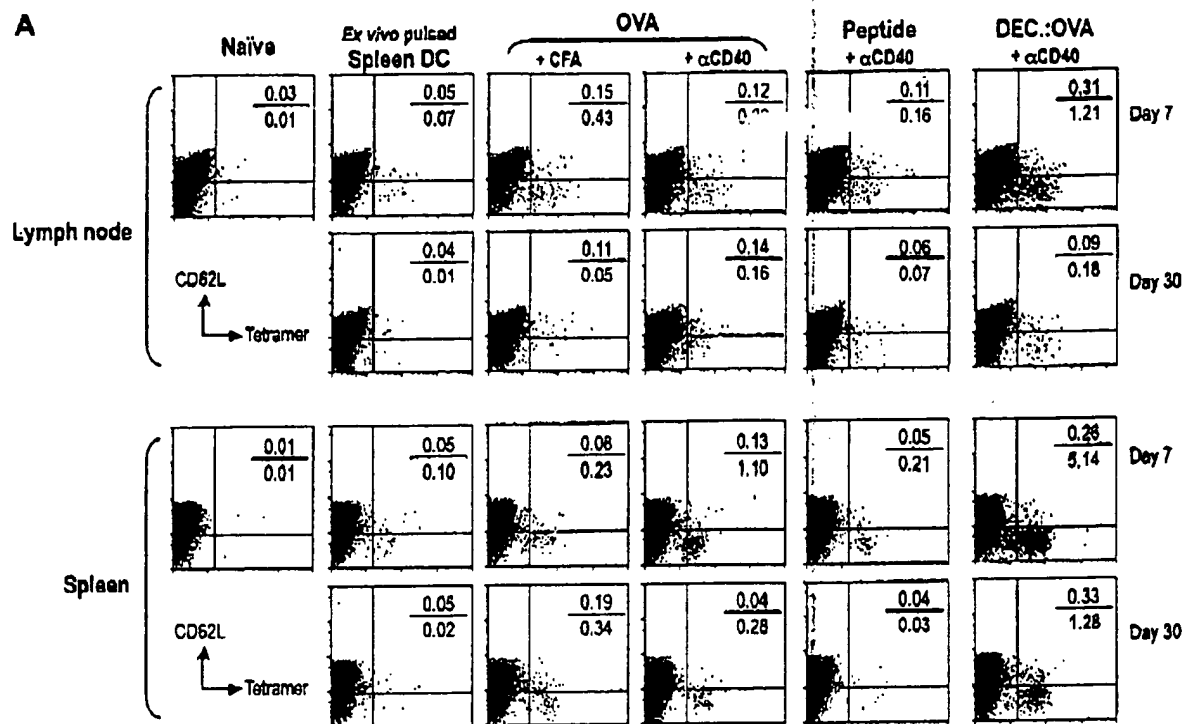 A
Naïve
Ex vivo pulsed
Spleen DC
OVA
+ CFA
+ αCD40
Peptide
+ αCD40
DEC.:OVA
+ αCD40
Lymph node
0.03
0.01
0.05
0.07
0.15
0.43
0.12
0.11
0.16
0.31
1.21
Day 7
CD62L
Tetramer
0.04
0.01
0.11
0.05
0.14
0.16
0.06
0.07
0.09
0.18
Day 30
Spleen
0.01
0.01
0.05
0.10
0.08
0.23
0.13
1.10
0.05
0.21
0.26
5.14
Day 7
CD62L
Tetramer
0.05
0.02
0.19
0.34
0.04
0.28
0.04
0.03
0.33
1.28
Day 30